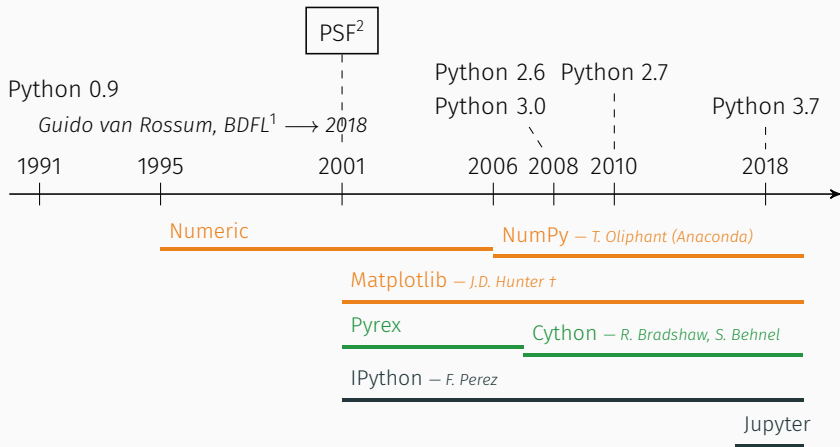 PSF²
Python 2.6 Python 2.7
Python 0.9
Python 3.0 Python 3.7
Guido van Rossum, BDFL¹ ⟶ 2018
1991 1995 2001 2006 2008 2010 2018
Numeric
NumPy — T. Oliphant (Anaconda)
Matplotlib — J.D. Hunter †
Pyrex
Cython — R. Bradshaw, S. Behnel
IPython — F. Perez
Jupyter